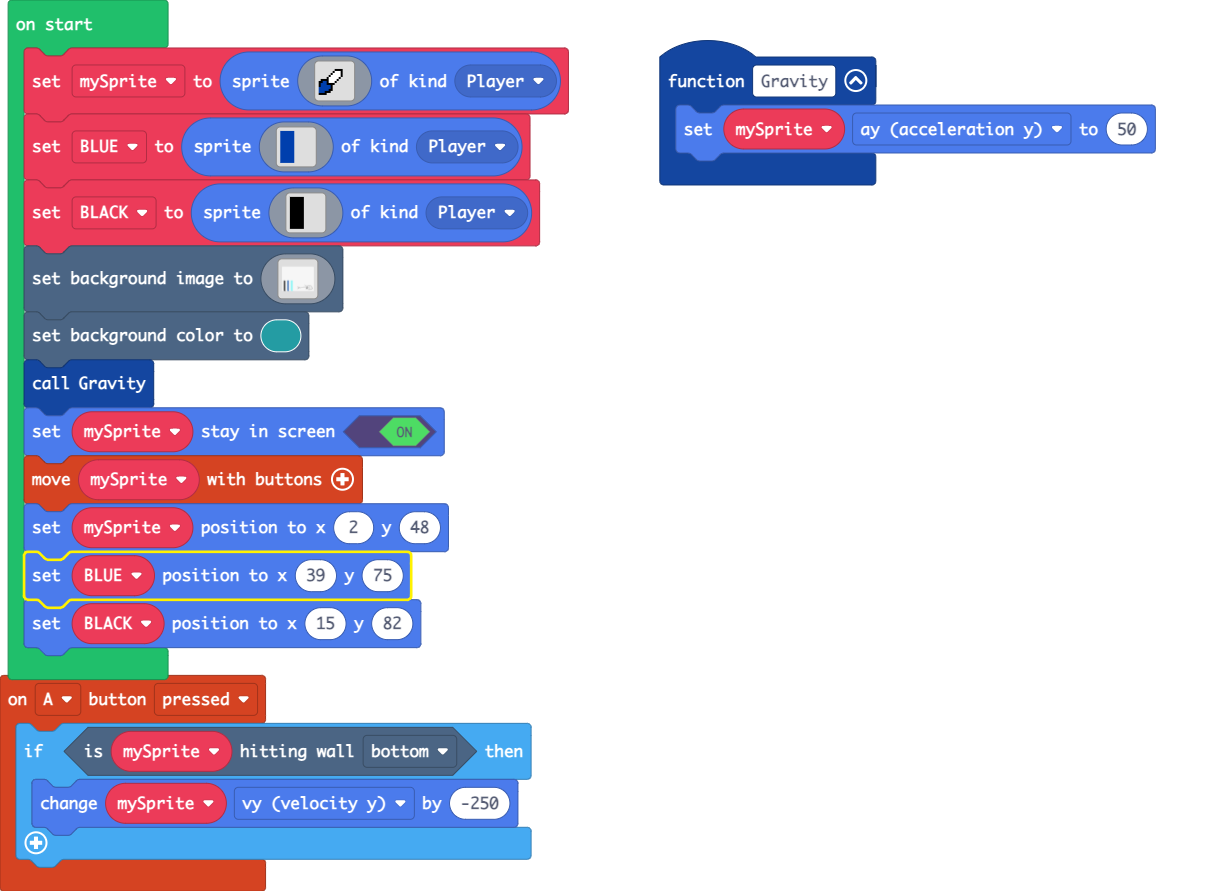 on start
set mySprite to sprite of kind Player
set BLUE to sprite of kind Player
set BLACK to sprite of kind Player
set background image to
set background color to
call Gravity
set mySprite stay in screen ON
move mySprite with buttons
set mySprite position to x 2 y 48
set BLUE position to x 39 y 75
set BLACK position to x 15 y 82
on A button pressed
if is mySprite hitting wall bottom then
change mySprite vy (velocity y) by -250
function Gravity
set mySprite ay (acceleration y) to 50